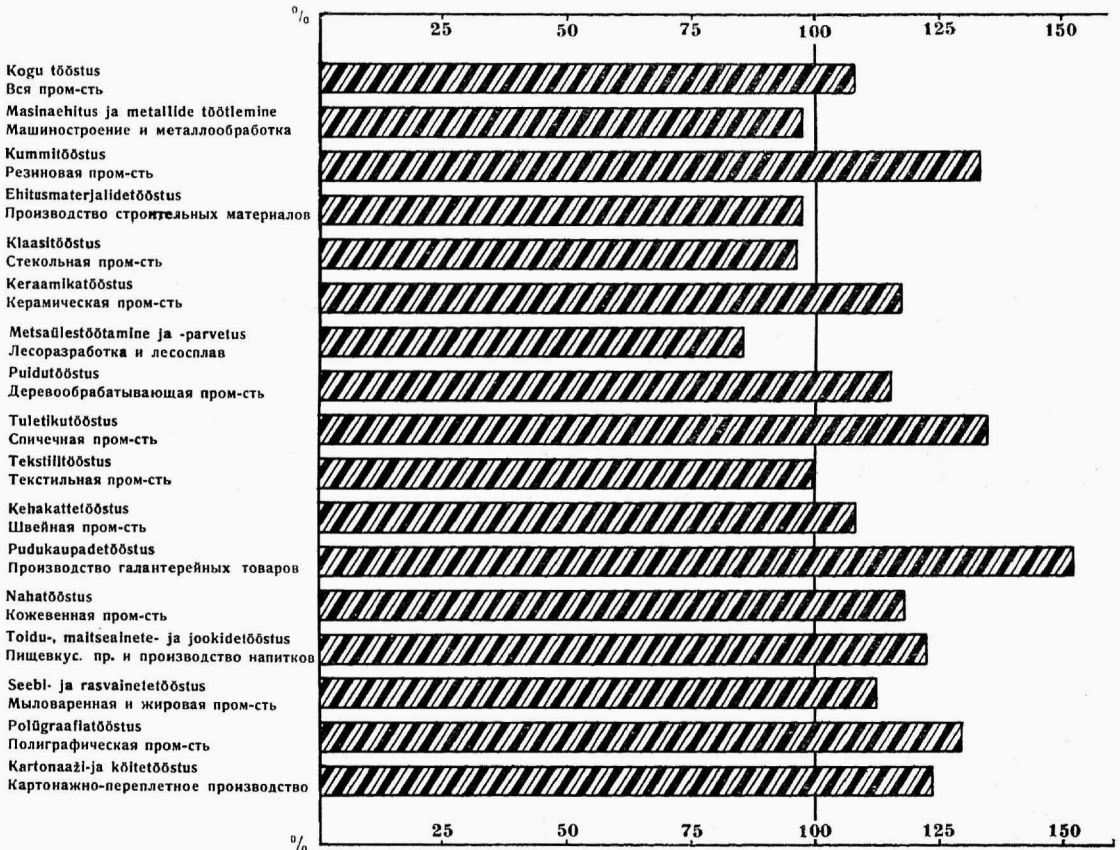 % 25 50 75 100 125 150
Kogu tööstus
Вся пром-сть
Masinaehitus ja metallide töötlemine
Машиностроение и металлообработка
Kummitööstus
Резиновая пром-сть
Ehitusmaterjalidetööstus
Производство строительных материалов
Klaasitööstus
Стекольная пром-сть
Keraamikatööstus
Керамическая пром-сть
Metsaülestöötamine ja -parvetus
Лесоразработка и лесосплав
Puidutööstus
Деревообрабатывающая пром-сть
Tuletikutööstus
Спичечная пром-сть
Tekstiiltööstus
Текстильная пром-сть
Kehakattetööstus
Швейная пром-сть
Pudukaupadetööstus
Производство галантерейных товаров
Nahatööstus
Кожевенная пром-сть
Toidu-, maitseainete- ja jookidetööstus
Пищевкус. пр. и производство напитков
Seebi- ja rasvainetetööstus
Мыловаренная и жировая пром-сть
Polügraafiatööstus
Полиграфическая пром-сть
Kartonaaži-ja köitetööstus
Картонажно-переплетное производство
% 25 50 75 100 125 150